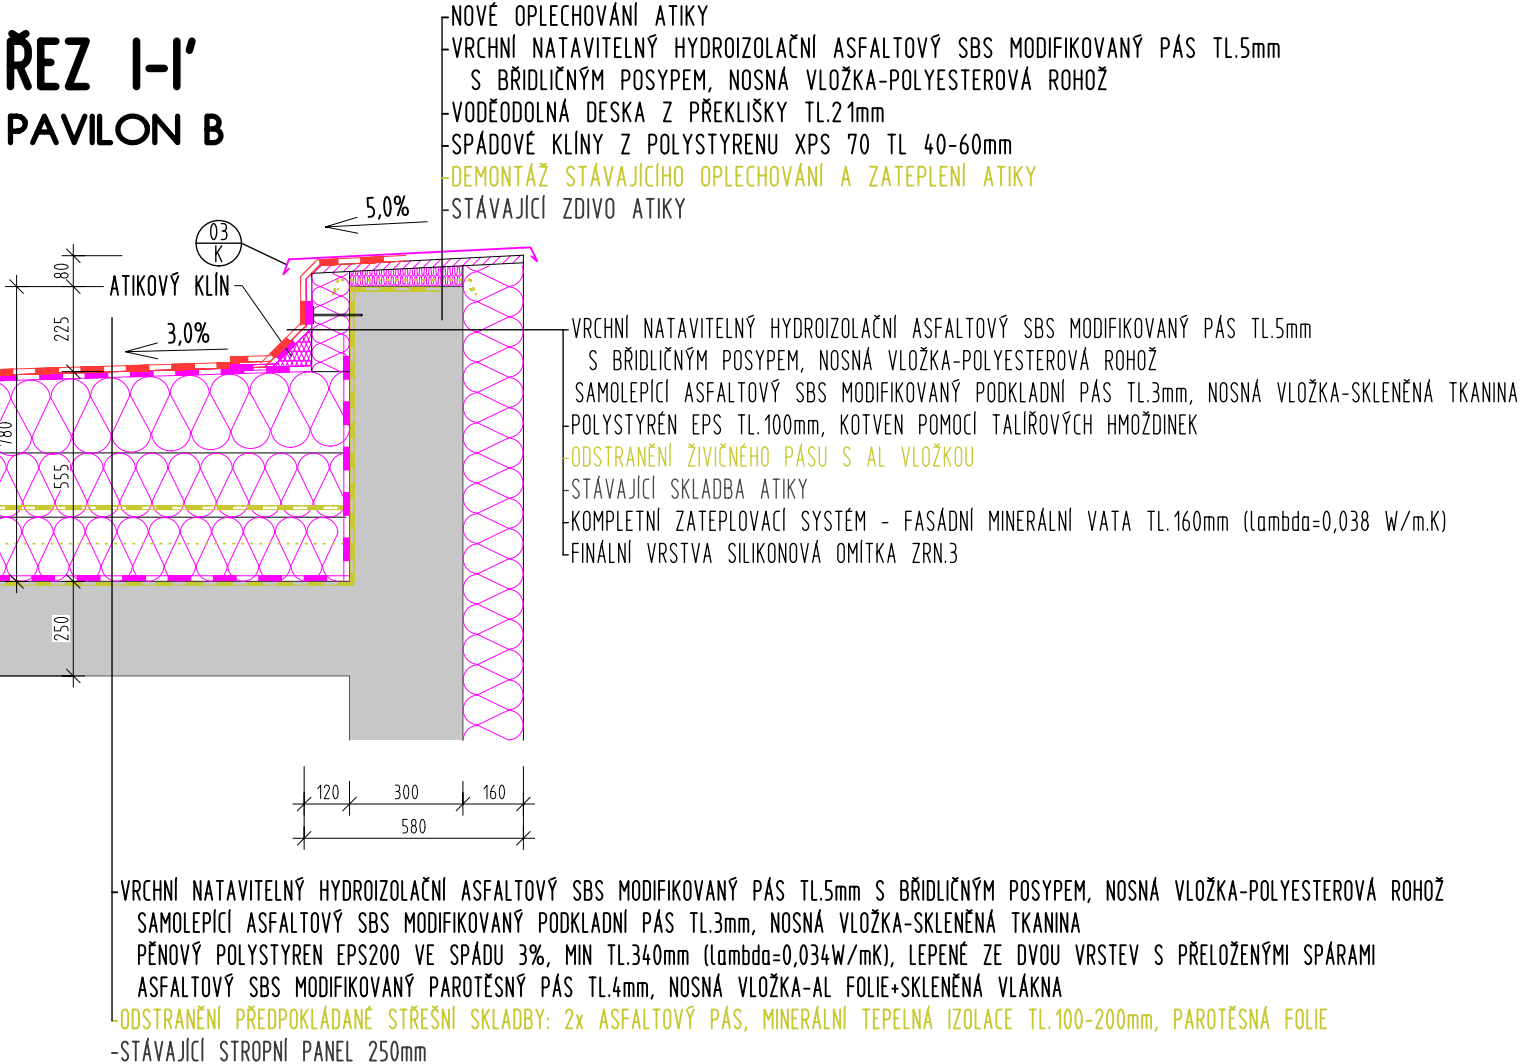 ŘEZ I-I'
PAVILON B
NOVÉ OPLECHOVÁNÍ ATIKY
VRCHNÍ NATAVITELNÝ HYDROIZOLAČNÍ ASFALTOVÝ SBS MODIFIKOVANÝ PÁS TL.5mm
S BŘIDLIČNÝM POSYPEM, NOSNÁ VLOŽKA-POLYESTEROVÁ ROHOŽ
VODĚODOLNÁ DESKA Z PŘEKLIŠKY TL.21mm
SPÁDOVÉ KLÍNY Z POLYSTYRENU XPS 70 TL 40-60mm
DEMONTÁŽ STÁVAJÍCÍHO OPLECHOVÁNÍ A ZATEPLENÍ ATIKY
STÁVAJÍCÍ ZDIVO ATIKY
5,0%
03
K
ATIKOVÝ KLÍN
3,0%
80
225
780
555
250
VRCHNÍ NATAVITELNÝ HYDROIZOLAČNÍ ASFALTOVÝ SBS MODIFIKOVANÝ PÁS TL.5mm
S BŘIDLIČNÝM POSYPEM, NOSNÁ VLOŽKA-POLYESTEROVÁ ROHOŽ
SAMOLEPÍCÍ ASFALTOVÝ SBS MODIFIKOVANÝ PODKLADNÍ PÁS TL.3mm, NOSNÁ VLOŽKA-SKLENĚNÁ TKANINA
POLYSTYRÉN EPS TL.100mm, KOTVEN POMOCÍ TALÍŘOVÝCH HMOŽDINEK
ODSTRANĚNÍ ŽIVIČNÉHO PÁSU S AL VLOŽKOU
STÁVAJÍCÍ SKLADBA ATIKY
KOMPLETNÍ ZATEPLOVACÍ SYSTÉM - FASÁDNÍ MINERÁLNÍ VATA TL.160mm (lambda=0,038 W/m.K)
FINÁLNÍ VRSTVA SILIKONOVÁ OMÍTKA ZRN.3
120 300 160
580
VRCHNÍ NATAVITELNÝ HYDROIZOLAČNÍ ASFALTOVÝ SBS MODIFIKOVANÝ PÁS TL.5mm S BŘIDLIČNÝM POSYPEM, NOSNÁ VLOŽKA-POLYESTEROVÁ ROHOŽ
SAMOLEPÍCÍ ASFALTOVÝ SBS MODIFIKOVANÝ PODKLADNÍ PÁS TL.3mm, NOSNÁ VLOŽKA-SKLENĚNÁ TKANINA
PĚNOVÝ POLYSTYREN EPS200 VE SPÁDU 3%, MIN TL.340mm (lambda=0,034W/mK), LEPENÉ ZE DVOU VRSTEV S PŘELOŽENÝMI SPÁRAMI
ASFALTOVÝ SBS MODIFIKOVANÝ PAROTĚSNÝ PÁS TL.4mm, NOSNÁ VLOŽKA-AL FOLIE+SKLENĚNÁ VLÁKNA
ODSTRANĚNÍ PŘEDPOKLÁDANÉ STŘEŠNÍ SKLADBY: 2x ASFALTOVÝ PÁS, MINERÁLNÍ TEPELNÁ IZOLACE TL.100-200mm, PAROTĚSNÁ FOLIE
-STÁVAJÍCÍ STROPNÍ PANEL 250mm